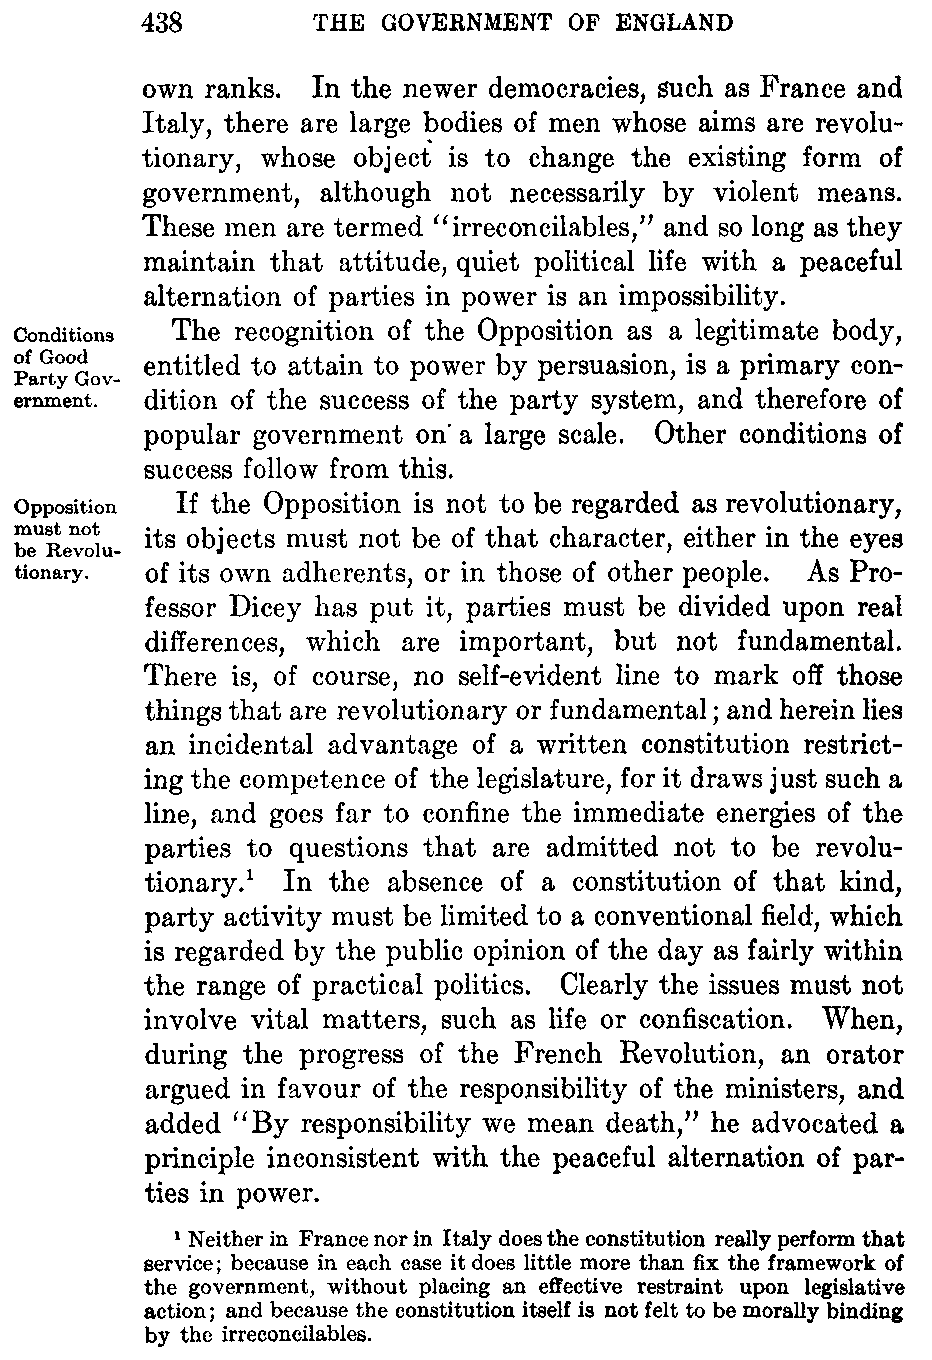 438 THE GOVERNMENT OF ENGLAND
own ranks. In the newer democracies, such as France and
Italy, there are large bodies of men whose aims are revolu-
tionary, whose object is to change the existing form of
government, although not necessarily by violent means.
These men are termed "irreconcilables," and so long as they
maintain that attitude, quiet political life with a peaceful
alternation of parties in power is an impossibility.
Conditions
of Good
Party Gov-
ernment.
The recognition of the Opposition as a legitimate body,
entitled to attain to power by persuasion, is a primary con-
dition of the success of the party system, and therefore of
popular government on a large scale. Other conditions of
success follow from this.
Opposition
must not
be Revolu-
tionary.
If the Opposition is not to be regarded as revolutionary,
its objects must not be of that character, either in the eyes
of its own adherents, or in those of other people. As Pro-
fessor Dicey has put it, parties must be divided upon real
differences, which are important, but not fundamental.
There is, of course, no self-evident line to mark off those
things that are revolutionary or fundamental; and herein lies
an incidental advantage of a written constitution restrict-
ing the competence of the legislature, for it draws just such a
line, and goes far to confine the immediate energies of the
parties to questions that are admitted not to be revolu-
tionary.¹ In the absence of a constitution of that kind,
party activity must be limited to a conventional field, which
is regarded by the public opinion of the day as fairly within
the range of practical politics. Clearly the issues must not
involve vital matters, such as life or confiscation. When,
during the progress of the French Revolution, an orator
argued in favour of the responsibility of the ministers, and
added "By responsibility we mean death," he advocated a
principle inconsistent with the peaceful alternation of par-
ties in power.
¹ Neither in France nor in Italy does the constitution really perform that
service; because in each case it does little more than fix the framework of
the government, without placing an effective restraint upon legislative
action; and because the constitution itself is not felt to be morally binding
by the irreconcilables.